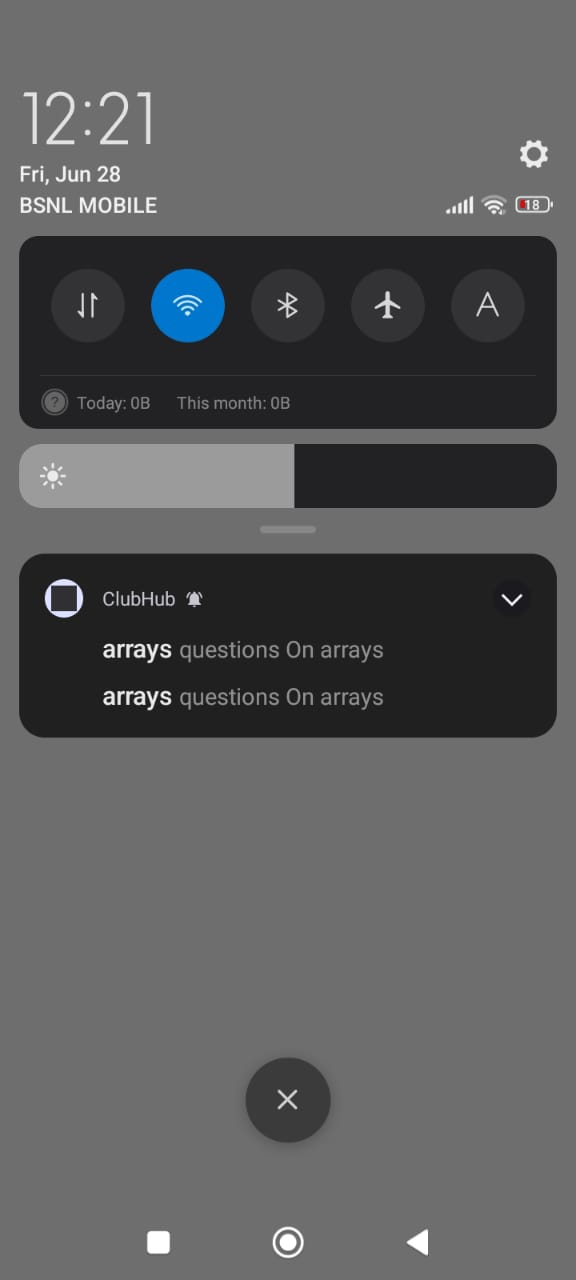 12:21
Fri, Jun 28
BSNL MOBILE
18
A
? Today: 0B This month: 0B
ClubHub
arrays questions On arrays
arrays questions On arrays